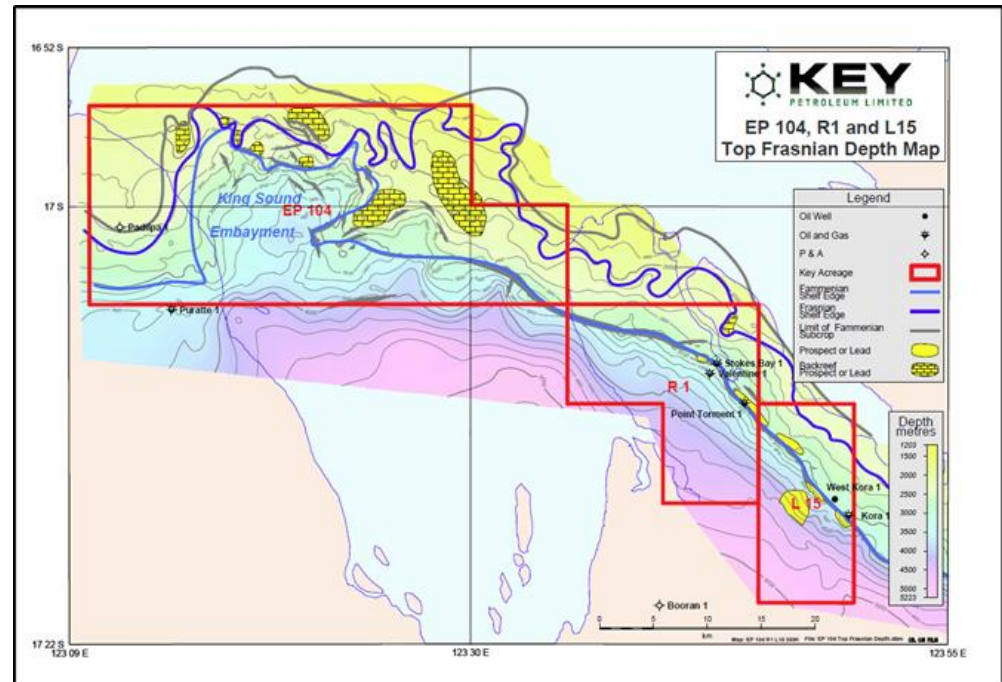 16 52 S
KEY
PETROLEUM LIMITED
EP 104, R1 and L15
Top Frasnian Depth Map
Legend
Oil Well
Oil and Gas
P & A
Key Acreage
Fammenian
Shelf Edge
Frasnian
Shelf Edge
Limit of Fammenian
Subcrop
Prospect or Lead
Backreef
Prospect or Lead
17 S
King Sound
EP 104
Embayment
Padapa 1
Puratte 1
Stokes Bay 1
Valentine 1
R 1
Point Torment 1
West Kora 1
L 15
Kora 1
Booran 1
Depth
metres
1203
1500
2000
2500
3000
3500
4000
4500
5000
5223
0 5 10 15 20
km
17 22 S
123 09 E
123 30 E
123 55 E